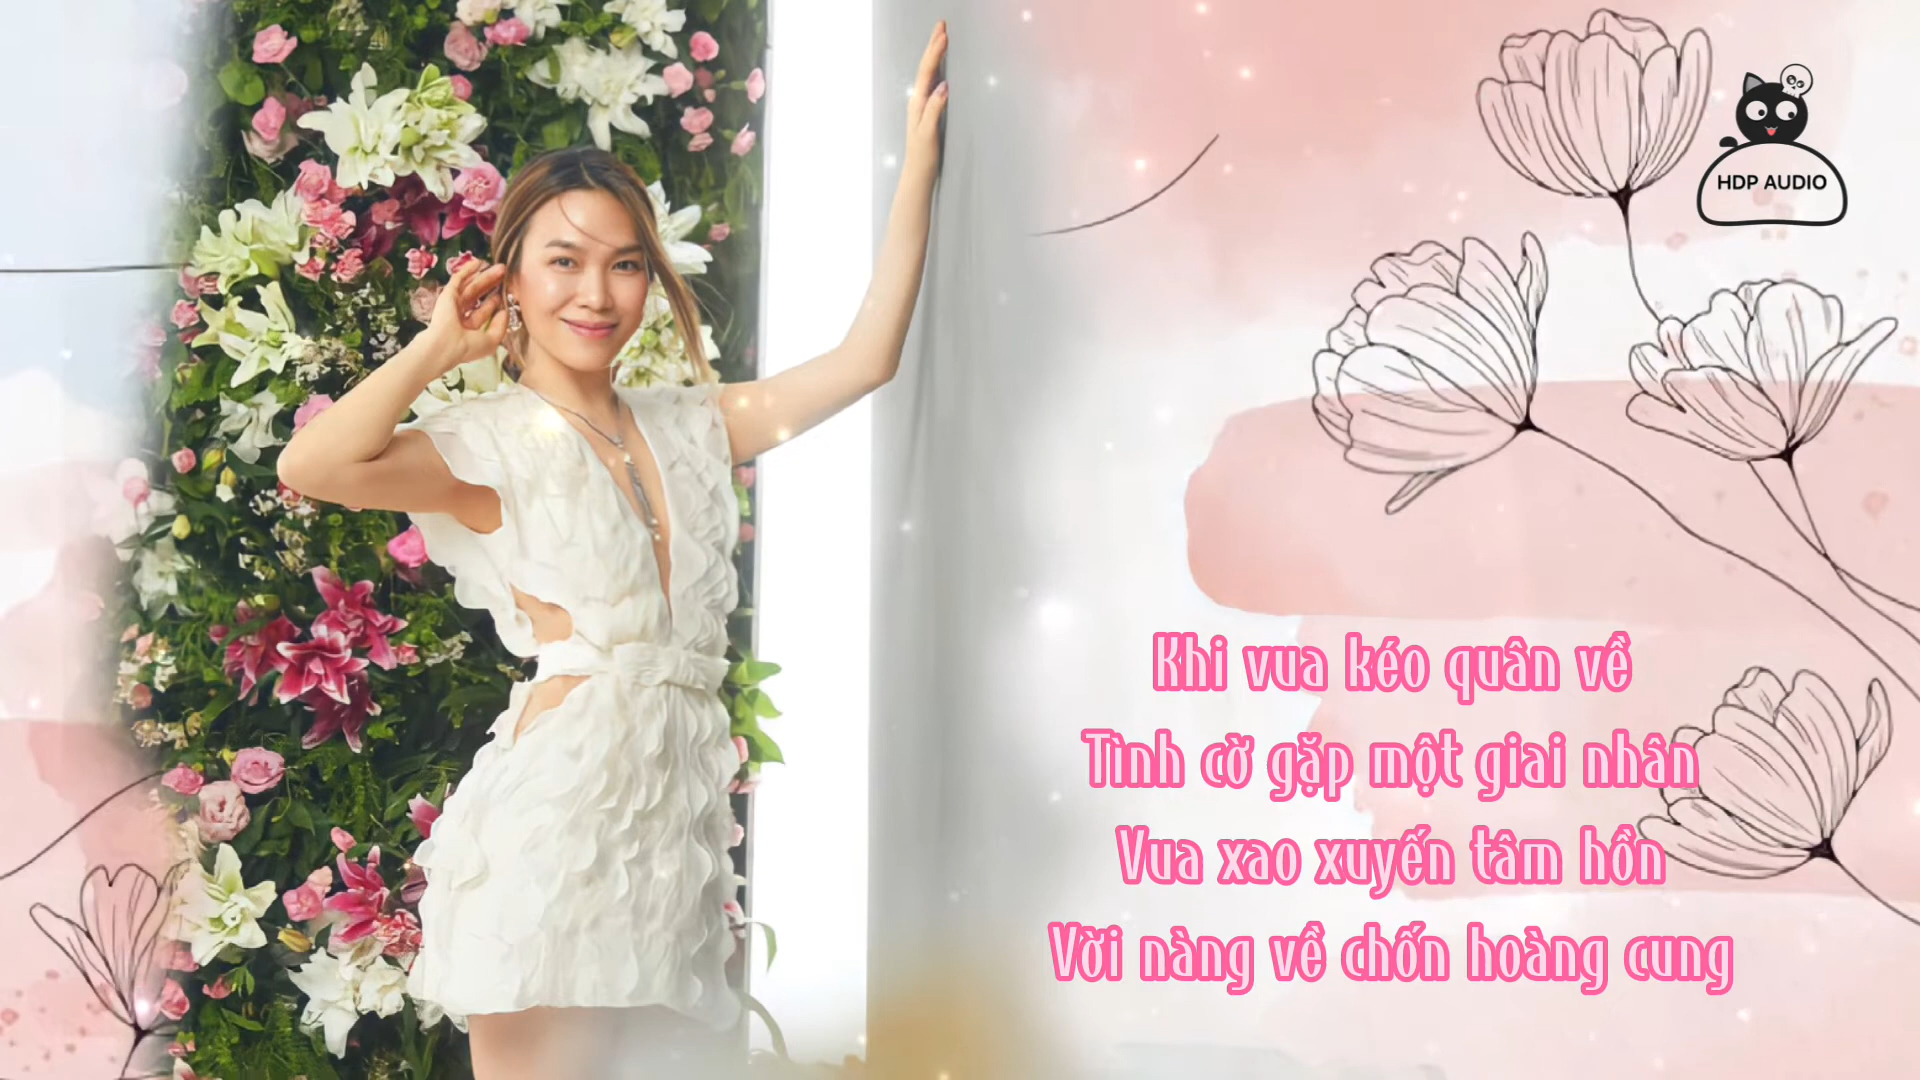 HDP AUDIO
Khi vua kéo quân về
Tình cờ gặp một giai nhân
Vua xao xuyến tâm hồn
Vời nàng về chốn hoàng cung